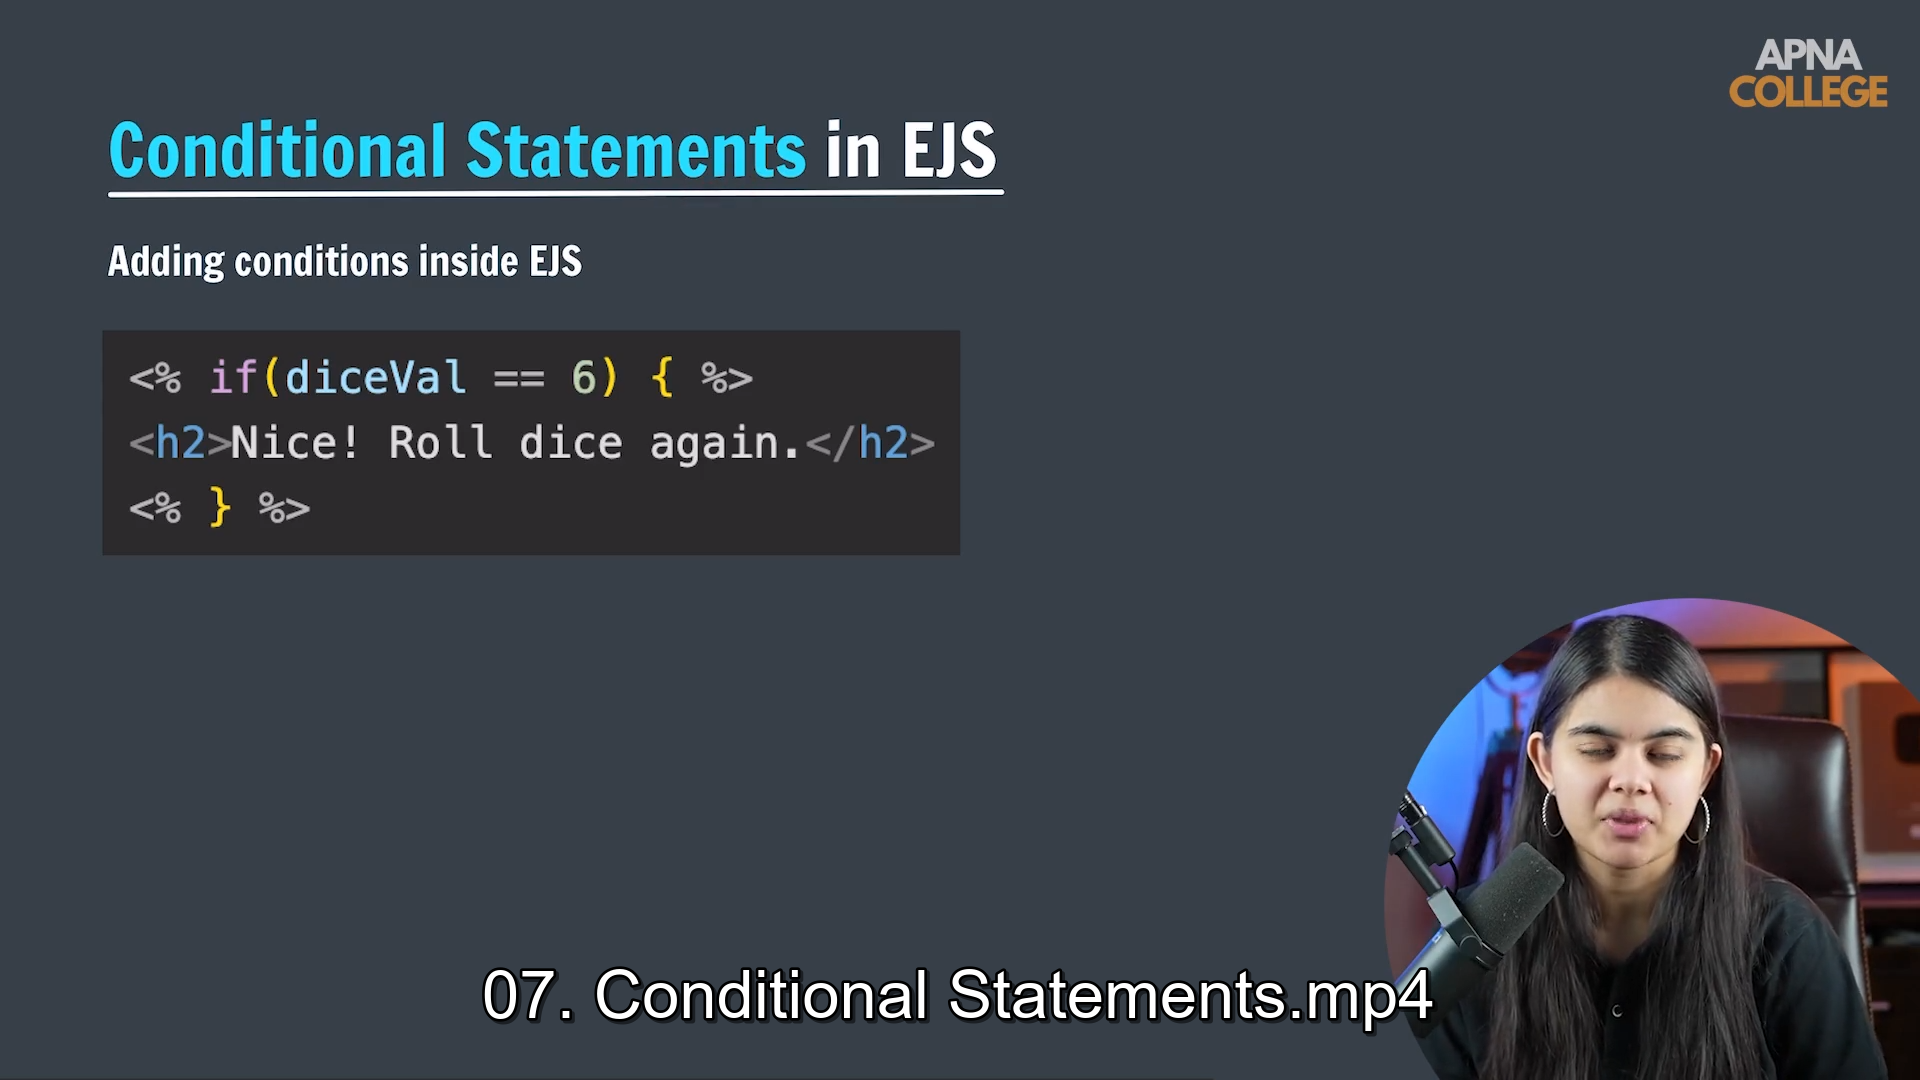 APNA
COLLEGE
Conditional Statements in EJS
Adding conditions inside EJS
<% if(diceVal == 6) { %>
<h2>Nice! Roll dice again.</h2>
<% } %>
07. Conditional Statements.mp4